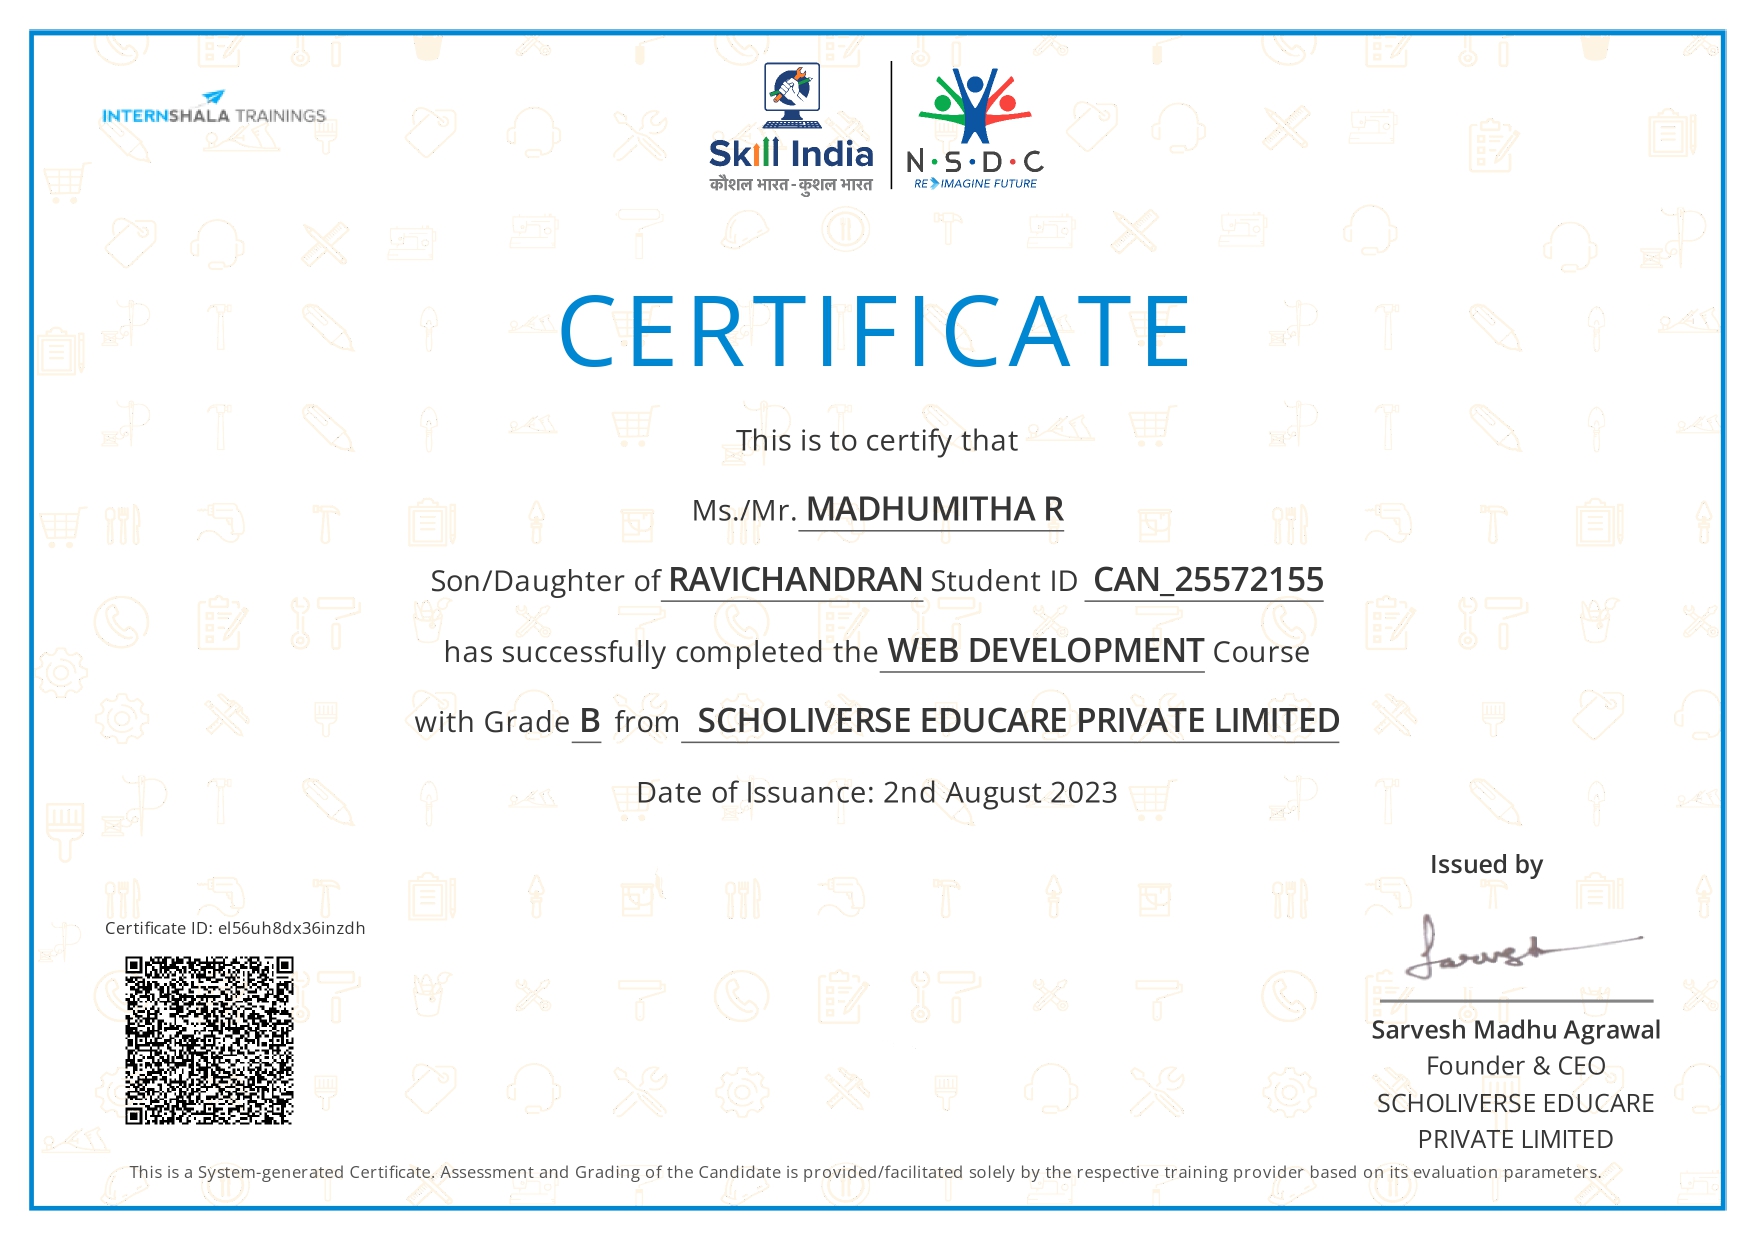 INTERNSHALA TRAININGS
Skill India
कौशल भारत - कुशल भारत
N·S·D·C
RE IMAGINE FUTURE
CERTIFICATE
This is to certify that
Ms./Mr. MADHUMITHA R
Son/Daughter of RAVICHANDRAN Student ID CAN_25572155
has successfully completed the WEB DEVELOPMENT Course
with Grade B from SCHOLIVERSE EDUCARE PRIVATE LIMITED
Date of Issuance: 2nd August 2023
Issued by
Certificate ID: el56uh8dx36inzdh
Sarvesh
Sarvesh Madhu Agrawal
Founder & CEO
SCHOLIVERSE EDUCARE
PRIVATE LIMITED
This is a System-generated Certificate. Assessment and Grading of the Candidate is provided/facilitated solely by the respective training provider based on its evaluation parameters.